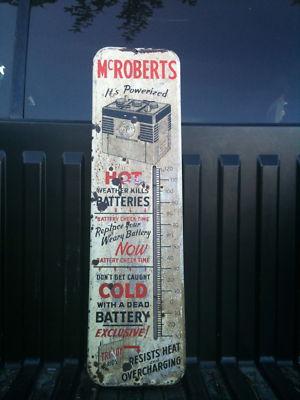 McROBERTS
It's Powerized
HOT
WEATHER KILLS
BATTERIES
BATTERY CHECK TIME
Replace Your
Weary Battery
NOW
BATTERY CHECK TIME
DON'T GET CAUGHT
COLD
WITH A DEAD
BATTERY
EXCLUSIVE!
RESISTS HEAT
OVERCHARGING
120